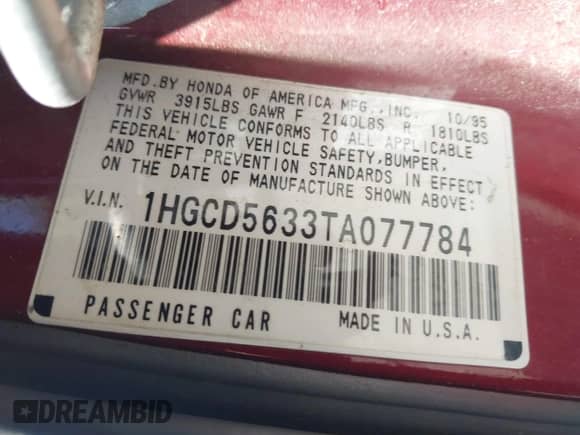 MFD.BY HONDA OF AMERICA MFG.,INC. 10/95
GVWR 3915LBS GAWR F 2140LBS R 1810LBS
THIS VEHICLE CONFORMS TO ALL APPLICABLE
FEDERAL MOTOR VEHICLE SAFETY,BUMPER,
AND THEFT PREVENTION STANDARDS IN EFFECT
ON THE DATE OF MANUFACTURE SHOWN ABOVE:
V.I.N. 1HGCD5633TA077784
PASSENGER CAR MADE IN U.S.A.
DREAMBID